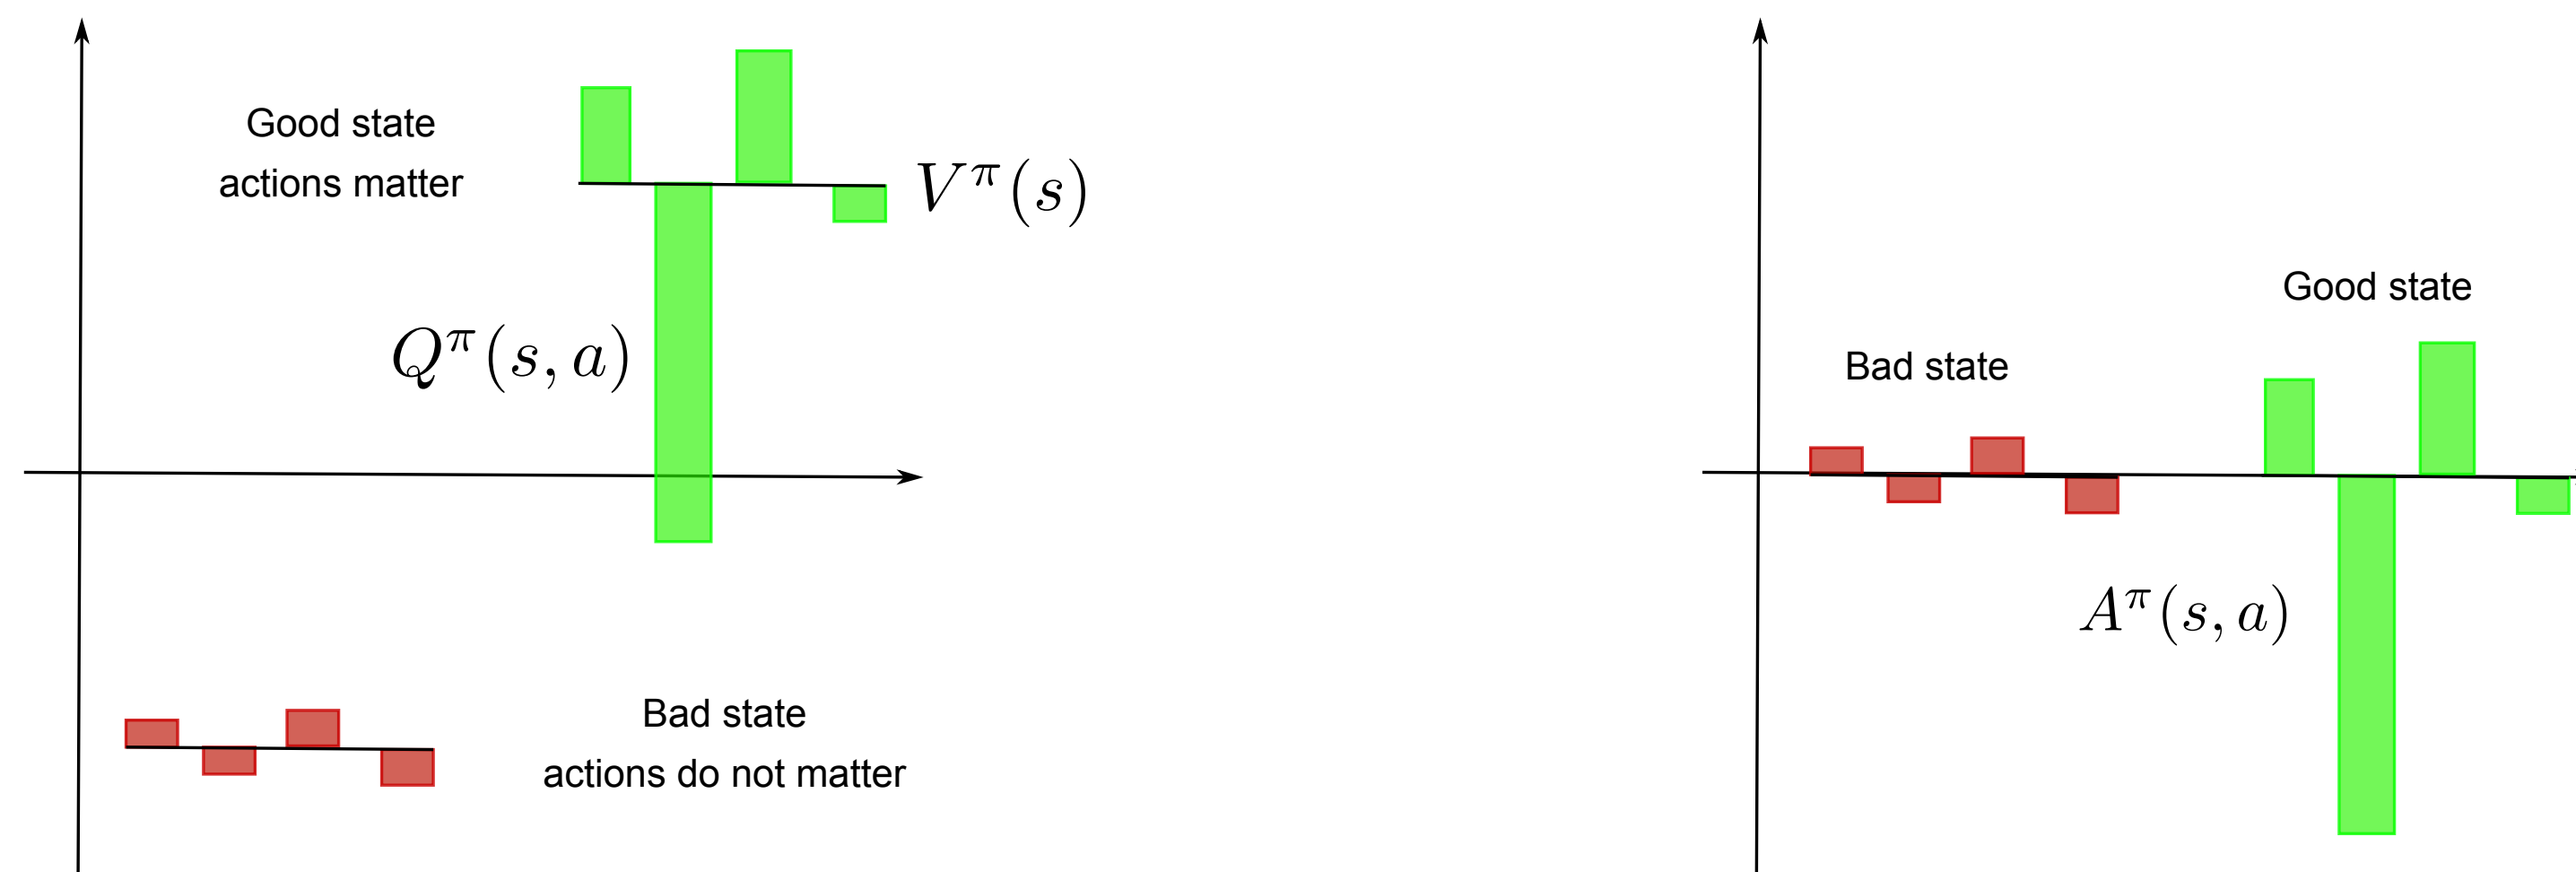 Good state
actions matter
V^π(s)
Q^π(s, a)
Bad state
actions do not matter
Good state
Bad state
A^π(s, a)